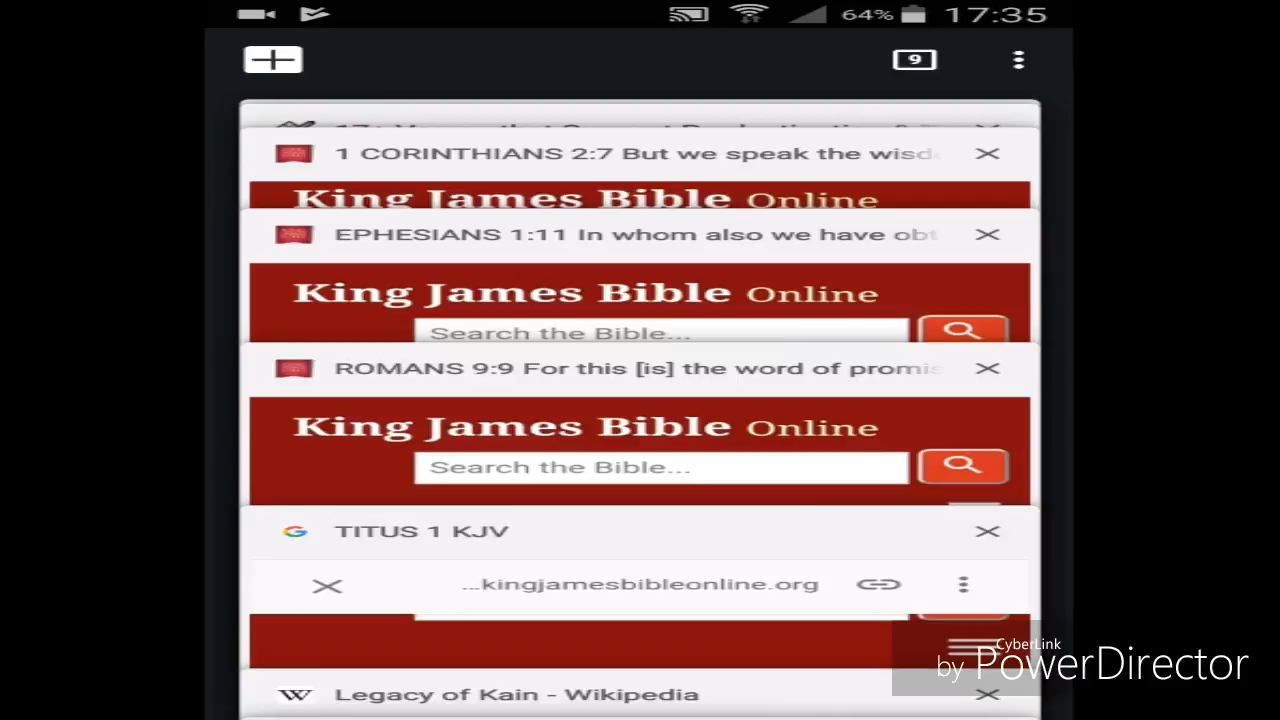 64% 17:35
9
1 CORINTHIANS 2:7 But we speak the
King James Bible Online
EPHESIANS 1:11 In whom also we have
King James Bible Online
Search the Bible...
ROMANS 9:9 For this [is] the word of
King James Bible Online
Search the Bible...
TITUS 1 KJV
...kingjamesbibleonline.org
CyberLink
by PowerDirector
W Legacy of Kain - Wikipedia